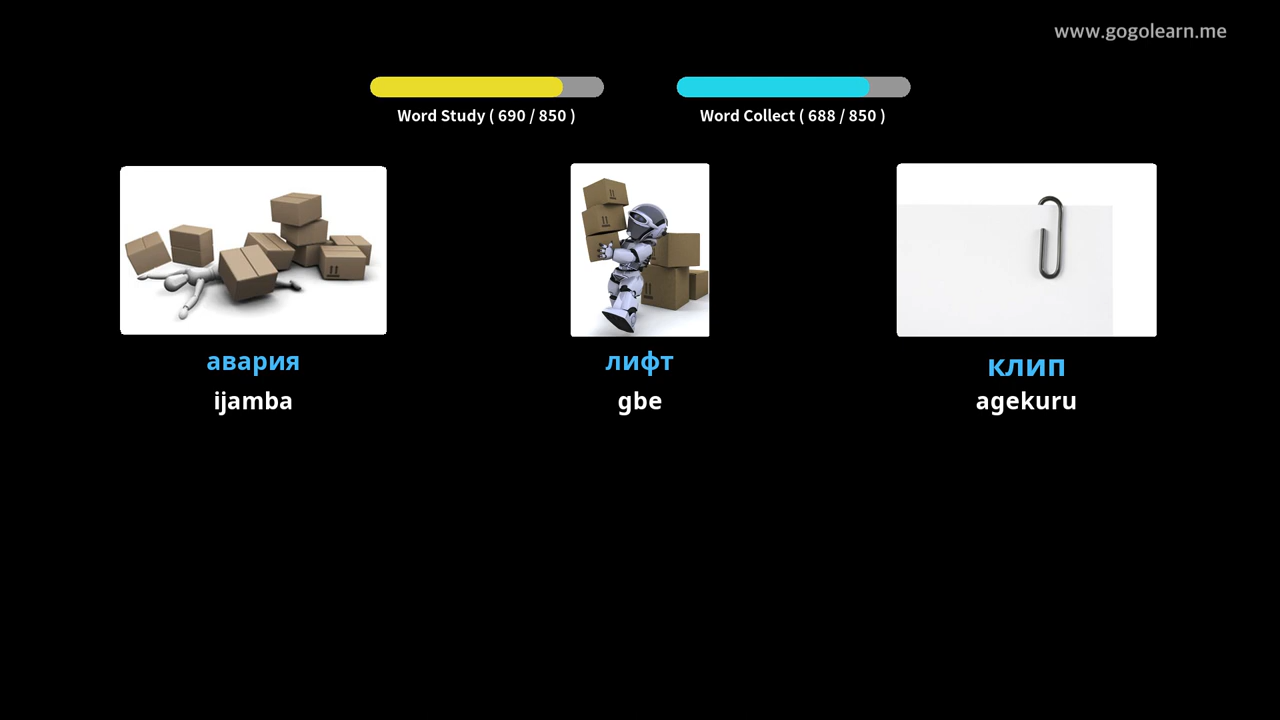 www.gogolearn.me
Word Study ( 690 / 850 )
Word Collect ( 688 / 850 )
авария
ijamba
лифт
gbe
клип
agekuru